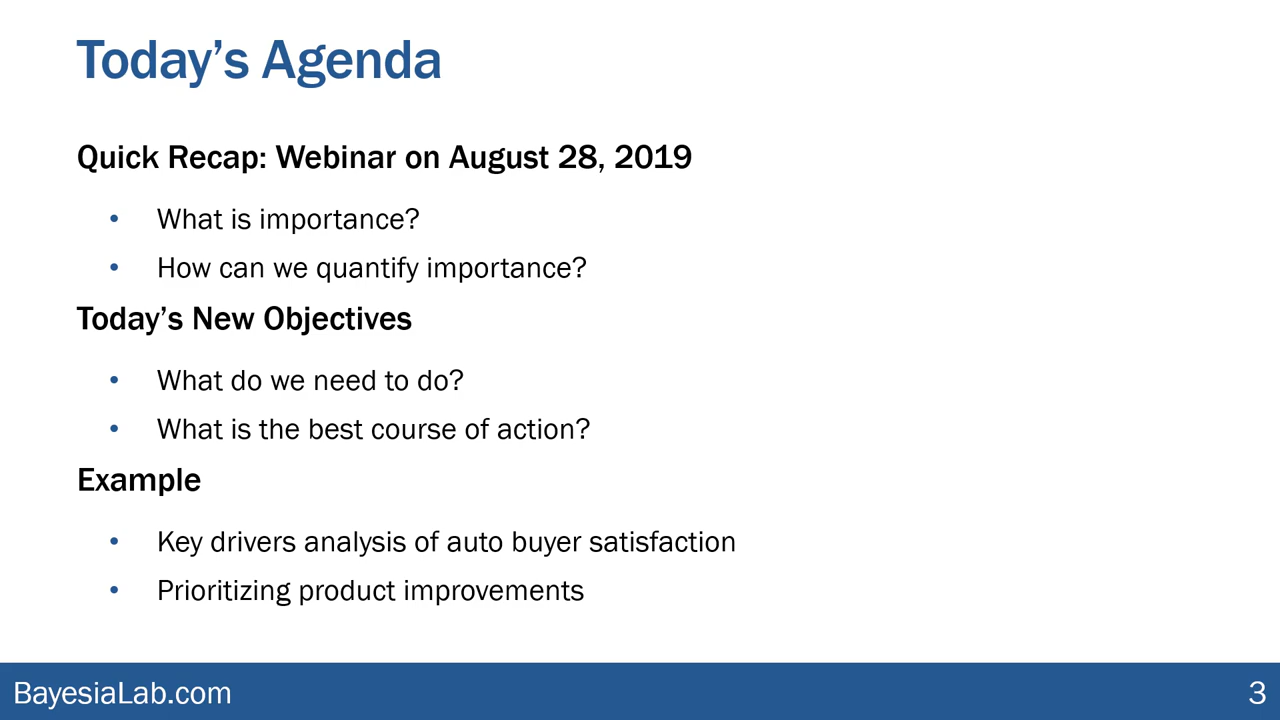 Today’s Agenda
Quick Recap: Webinar on August 28, 2019
• What is importance?
• How can we quantify importance?
Today’s New Objectives
• What do we need to do?
• What is the best course of action?
Example
• Key drivers analysis of auto buyer satisfaction
• Prioritizing product improvements
BayesiaLab.com
3